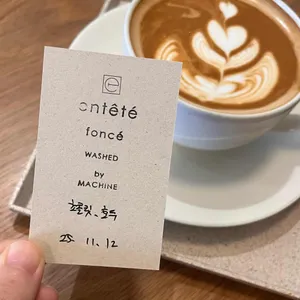 e
entêté
foncé
WASHED
by
MACHINE
초콜릿、호두
25. 11. 12